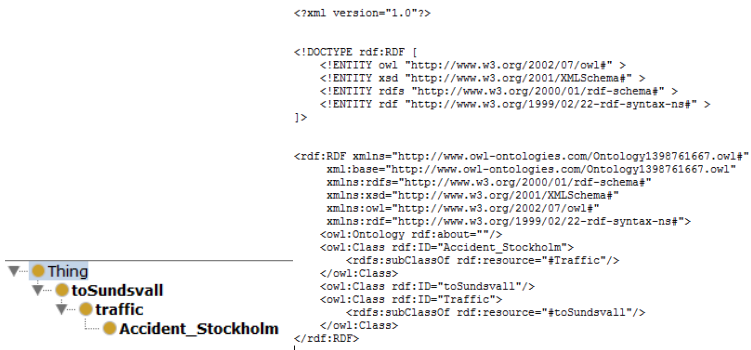 Thing
toSundsvall
traffic
Accident_Stockholm
<?xml version="1.0"?>
<!DOCTYPE rdf:RDF [
<!ENTITY owl "http://www.w3.org/2002/07/owl#" >
<!ENTITY xsd "http://www.w3.org/2001/XMLSchema#" >
<!ENTITY rdfs "http://www.w3.org/2000/01/rdf-schema#" >
<!ENTITY rdf "http://www.w3.org/1999/02/22-rdf-syntax-ns#" >
]>
<rdf:RDF xmlns="http://www.owl-ontologies.com/Ontology1398761667.owl#"
xml:base="http://www.owl-ontologies.com/Ontology1398761667.owl"
xmlns:rdfs="http://www.w3.org/2000/01/rdf-schema#"
xmlns:xsd="http://www.w3.org/2001/XMLSchema#"
xmlns:owl="http://www.w3.org/2002/07/owl#"
xmlns:rdf="http://www.w3.org/1999/02/22-rdf-syntax-ns#">
<owl:Ontology rdf:about=""/>
<owl:Class rdf:ID="Accident_Stockholm">
<rdfs:subClassOf rdf:resource="#Traffic"/>
</owl:Class>
<owl:Class rdf:ID="toSundsvall"/>
<owl:Class rdf:ID="Traffic">
<rdfs:subClassOf rdf:resource="#toSundsvall"/>
</owl:Class>
</rdf:RDF>